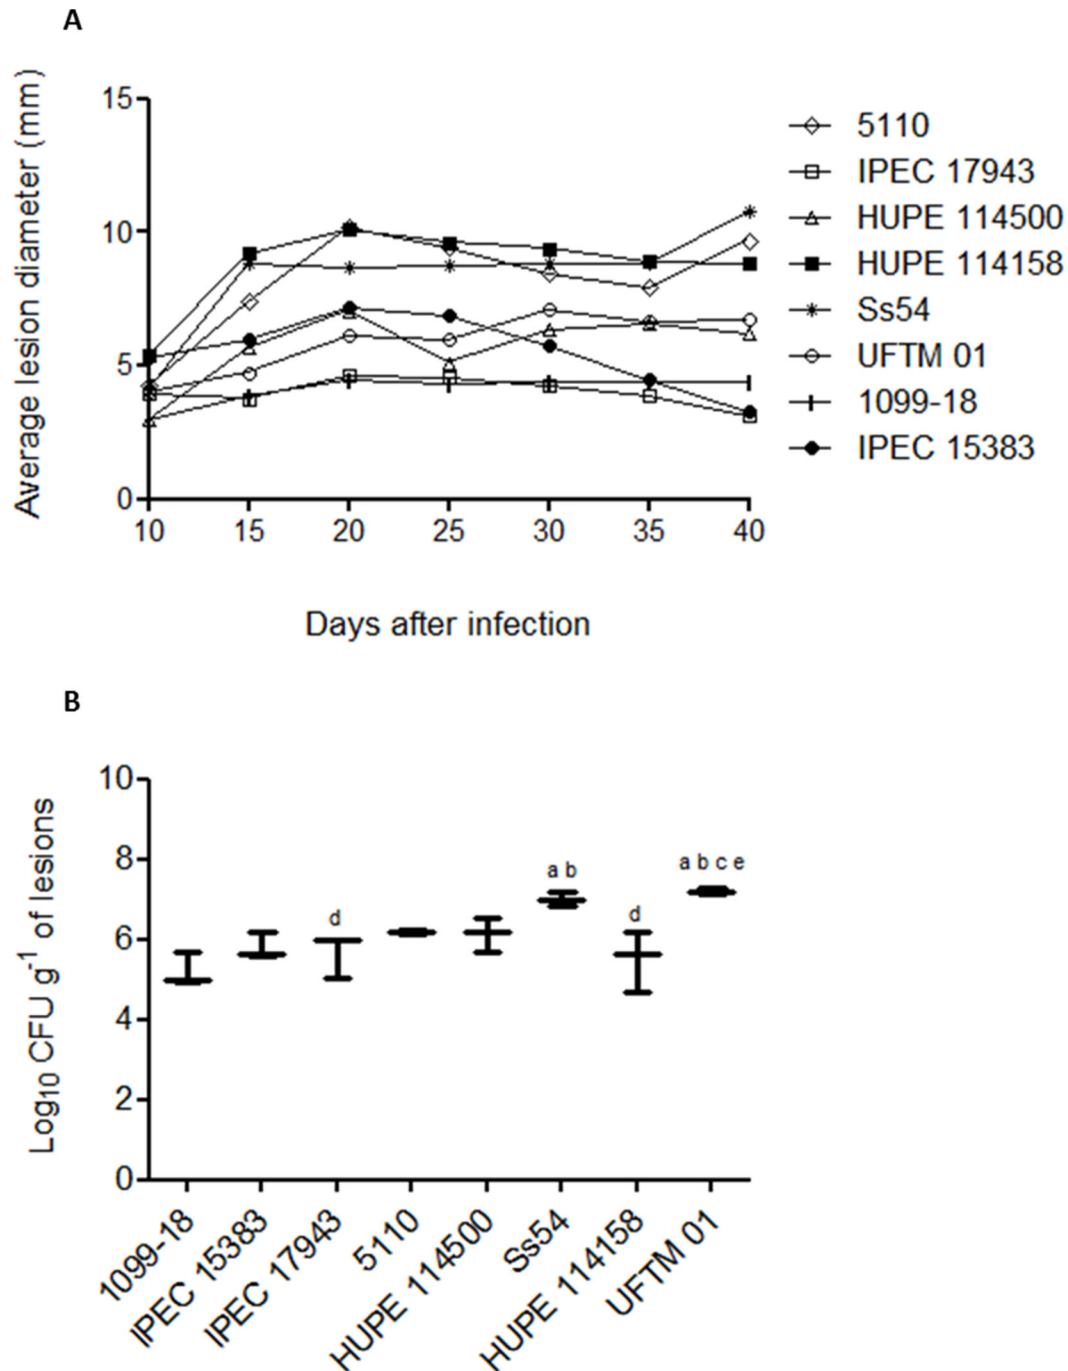 A
Average lesion diameter (mm)
15
10
5
0
10 15 20 25 30 35 40
Days after infection
5110
IPEC 17943
HUPE 114500
HUPE 114158
Ss54
UFTM 01
1099-18
IPEC 15383
B
Log10 CFU g-1 of lesions
10
8
6
4
2
0
d
a b
d
a b c e
1099-18
IPEC 15383
IPEC 17943
5110
HUPE 114500
Ss54
HUPE 114158
UFTM 01